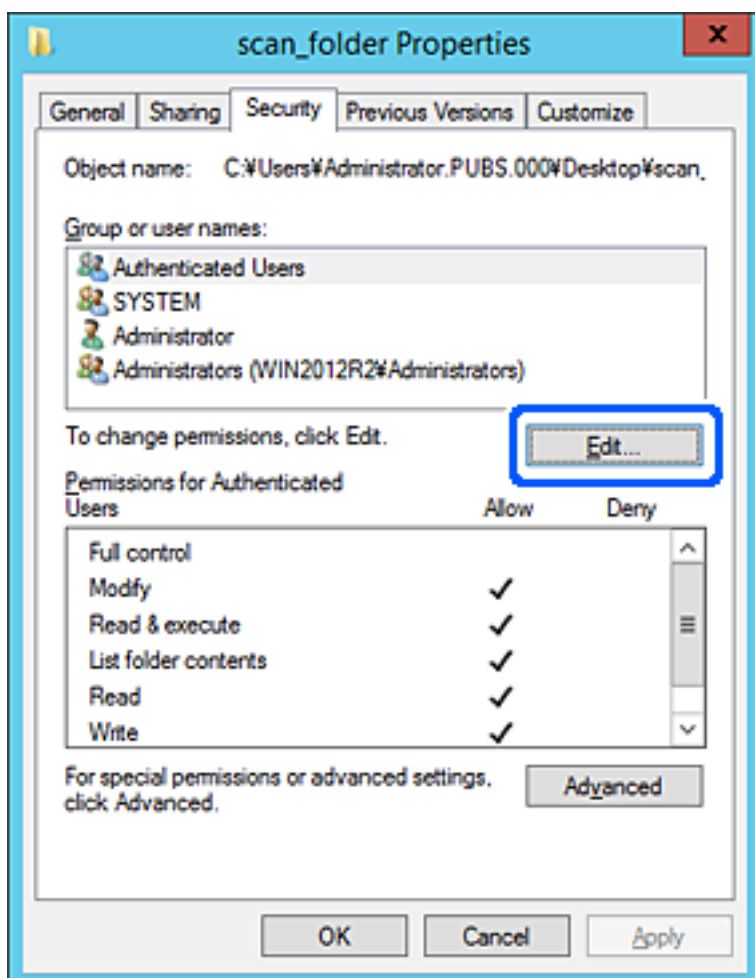 scan_folder Properties
x
General Sharing Security Previous Versions Customize
Object name: C:¥Users¥Administrator.PUBS.000¥Desktop¥scan_
Group or user names:
Authenticated Users
SYSTEM
Administrator
Administrators (WIN2012R2¥Administrators)
To change permissions, click Edit.
Edit...
Permissions for Authenticated
Users Allow Deny
Full control
Modify
Read & execute
List folder contents
Read
Write
For special permissions or advanced settings,
click Advanced.
Advanced
OK Cancel Apply